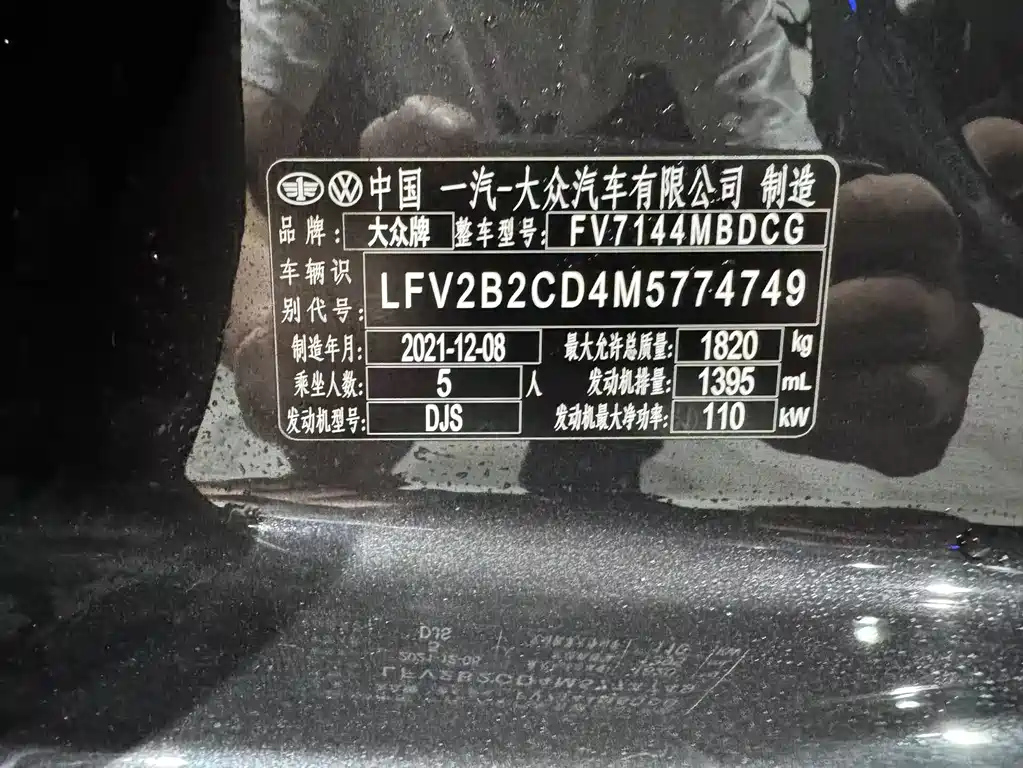 中国 一汽-大众汽车有限公司 制造
品牌: 大众牌 整车型号: FV7144MBDCG
车辆识别代号: LFV2B2CD4M5774749
制造年月: 2021-12-08 最大允许总质量: 1820 kg
乘坐人数: 5 人 发动机排量: 1395 mL
发动机型号: DJS 发动机最大净功率: 110 kW